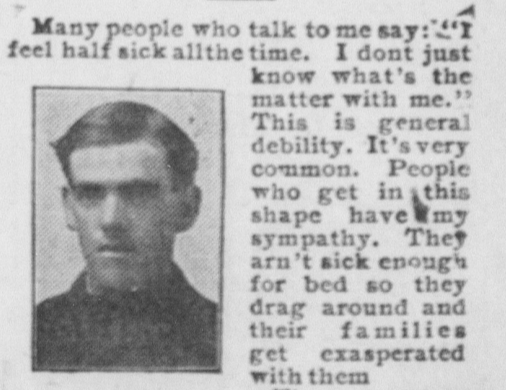 Many people who talk to me say: "I
feel half sick all the time. I dont just
know what's the
matter with me."
This is general
debility. It's very
common. People
who get in this
shape have my
sympathy. They
arn't sick enough
for bed so they
drag around and
their families
get exasperated
with them